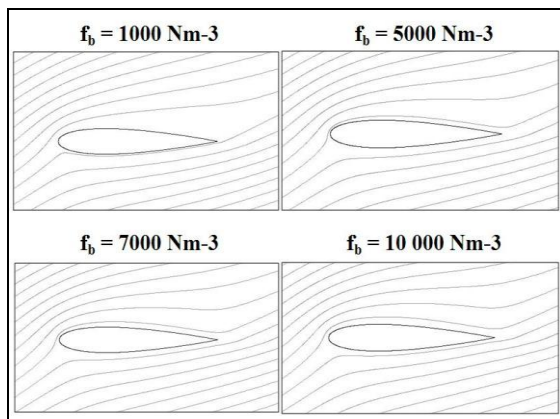 f_b = 1000 Nm-3
f_b = 5000 Nm-3
f_b = 7000 Nm-3
f_b = 10 000 Nm-3